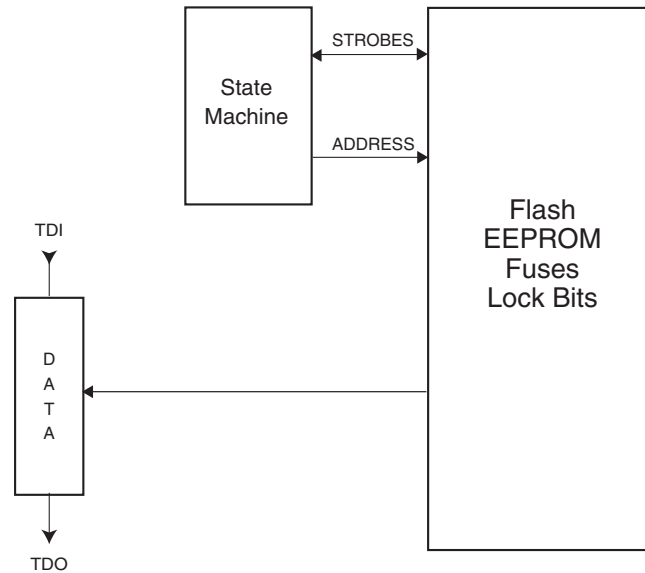 STROBES
State
Machine
ADDRESS
Flash
EEPROM
Fuses
Lock Bits
TDI
D
A
T
A
TDO